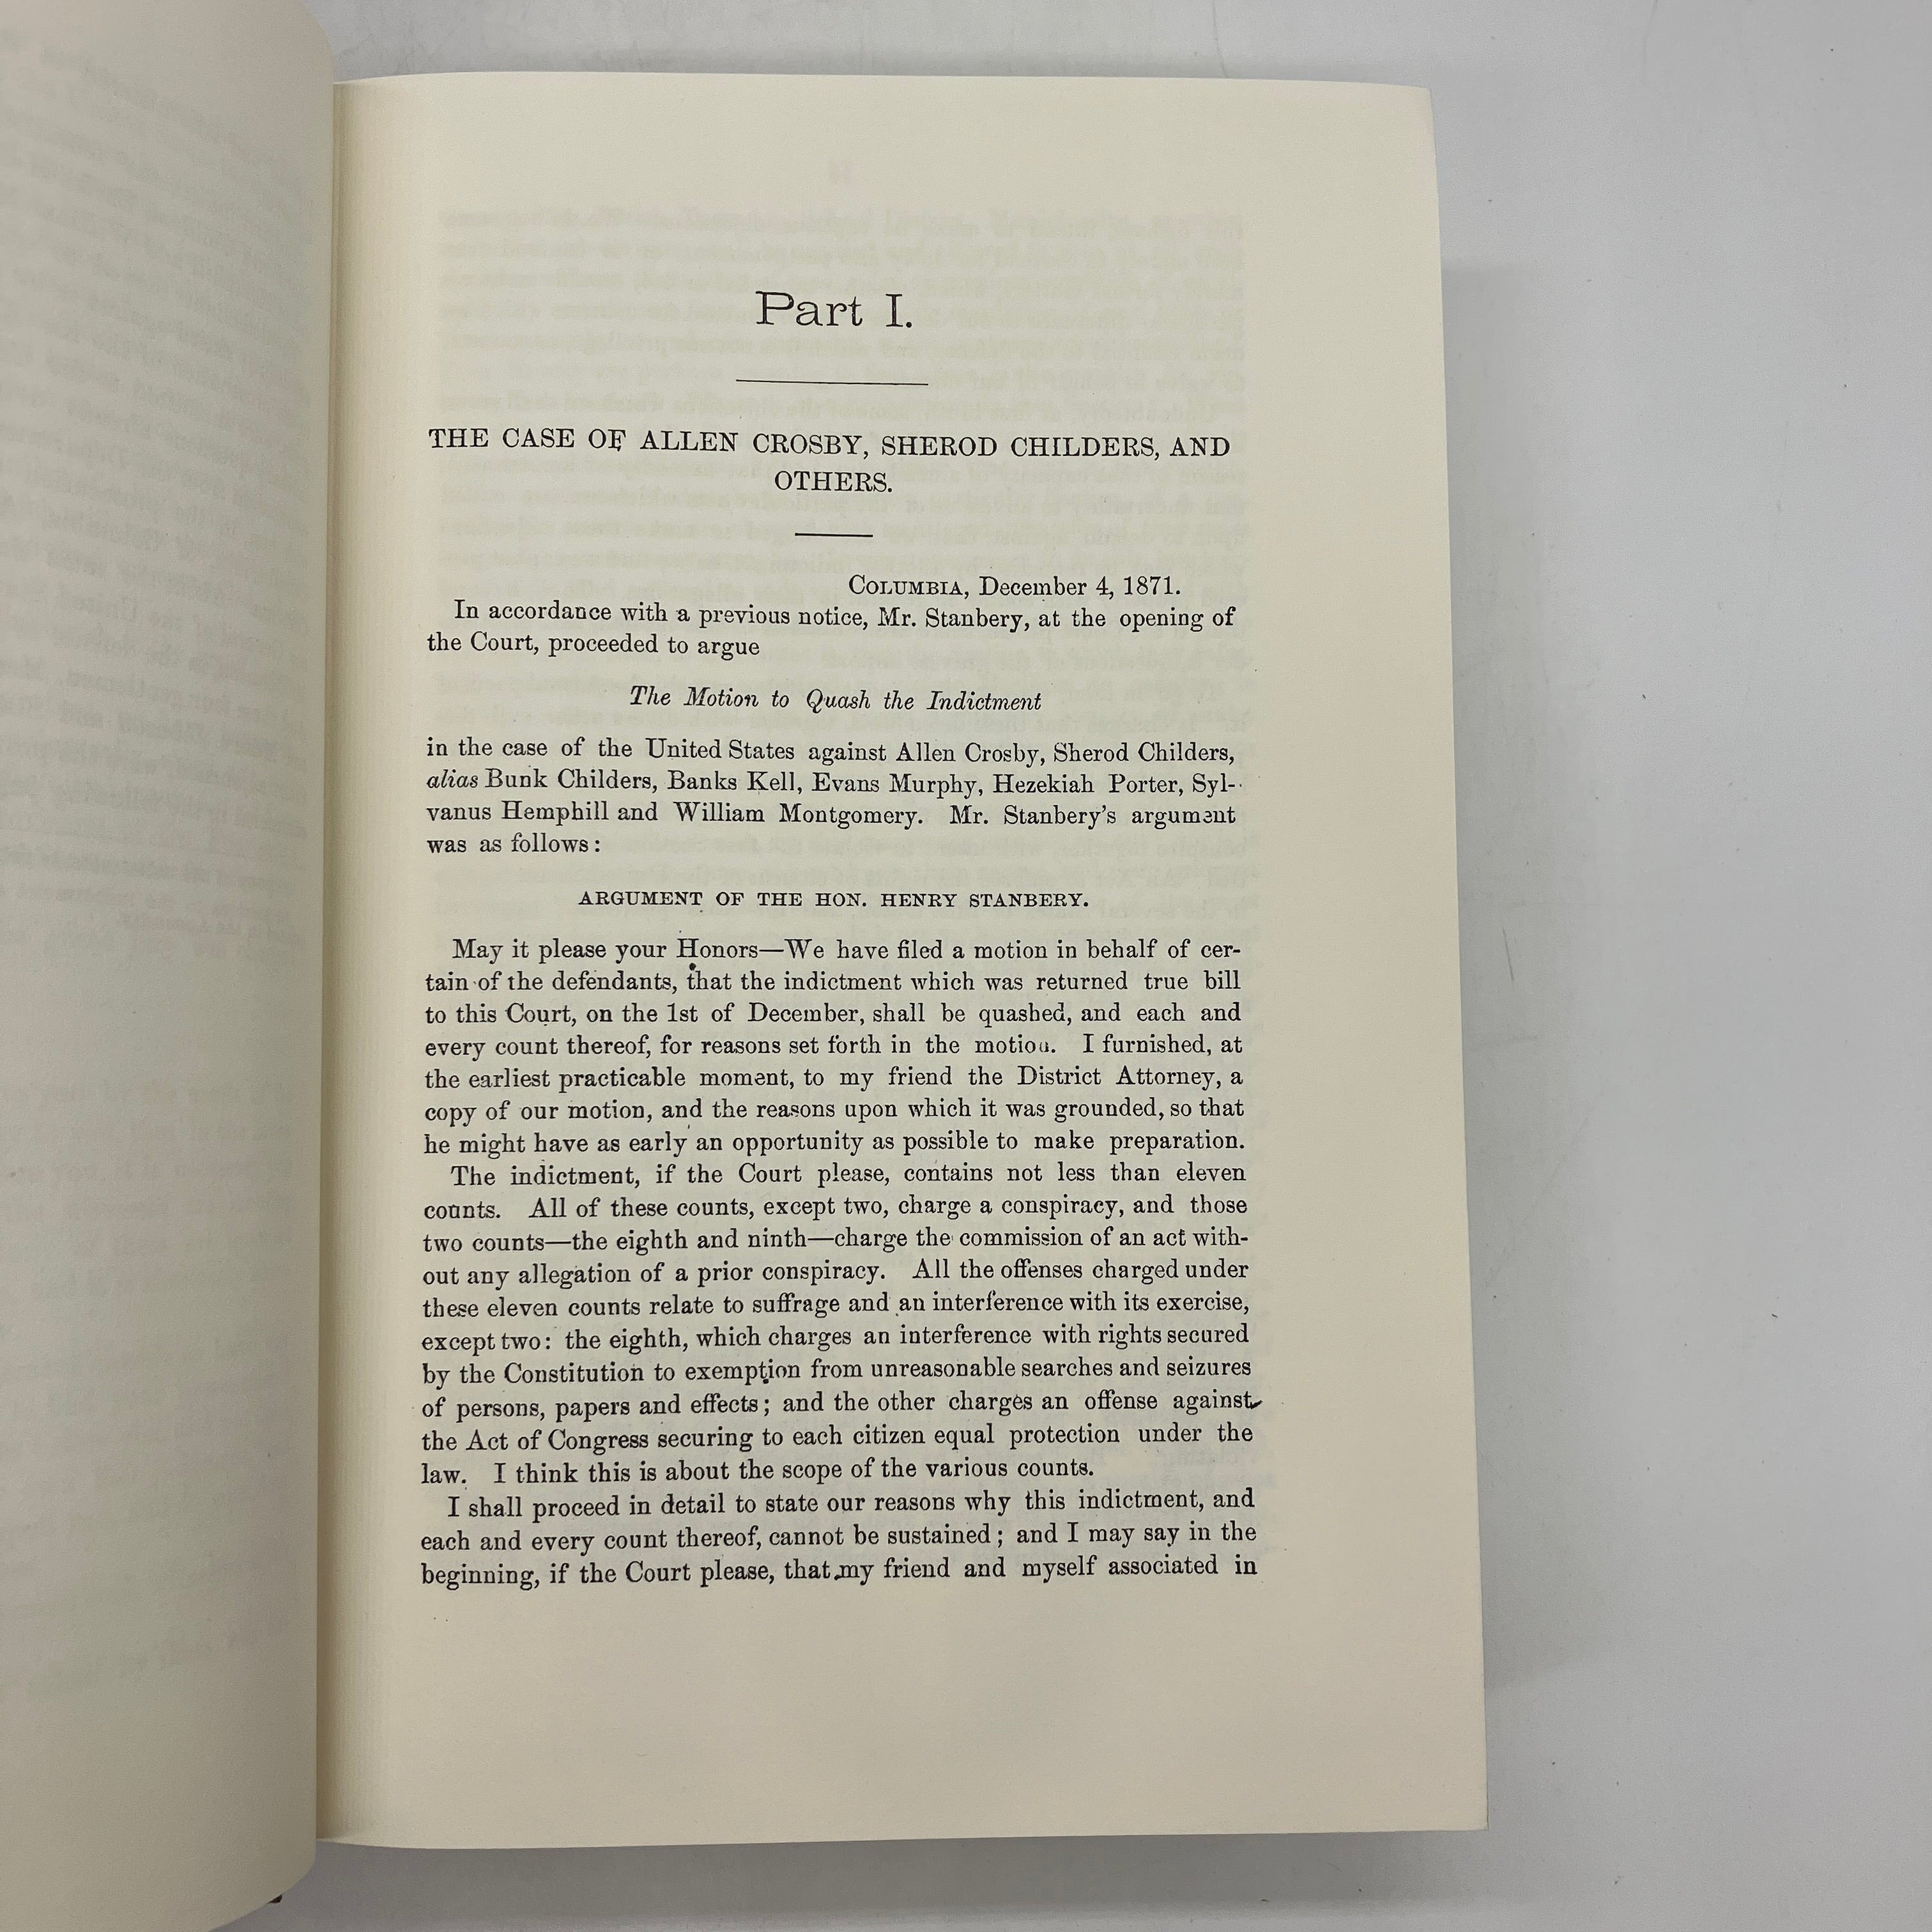 Part I.
THE CASE OF ALLEN CROSBY, SHEROD CHILDERS, AND
OTHERS.
COLUMBIA, December 4, 1871.
In accordance with a previous notice, Mr. Stanbery, at the opening of
the Court, proceeded to argue
The Motion to Quash the Indictment
in the case of the United States against Allen Crosby, Sherod Childers,
alias Bunk Childers, Banks Kell, Evans Murphy, Hezekiah Porter, Syl-
vanus Hemphill and William Montgomery. Mr. Stanbery's argument
was as follows:
ARGUMENT OF THE HON. HENRY STANBERY.
May it please your Honors—We have filed a motion in behalf of cer-
tain of the defendants, that the indictment which was returned true bill
to this Court, on the 1st of December, shall be quashed, and each and
every count thereof, for reasons set forth in the motion. I furnished, at
the earliest practicable moment, to my friend the District Attorney, a
copy of our motion, and the reasons upon which it was grounded, so that
he might have as early an opportunity as possible to make preparation.
The indictment, if the Court please, contains not less than eleven
counts. All of these counts, except two, charge a conspiracy, and those
two counts—the eighth and ninth—charge the commission of an act with-
out any allegation of a prior conspiracy. All the offenses charged under
these eleven counts relate to suffrage and an interference with its exercise,
except two: the eighth, which charges an interference with rights secured
by the Constitution to exemption from unreasonable searches and seizures
of persons, papers and effects; and the other charges an offense against
the Act of Congress securing to each citizen equal protection under the
law. I think this is about the scope of the various counts.
I shall proceed in detail to state our reasons why this indictment, and
each and every count thereof, cannot be sustained; and I may say in the
beginning, if the Court please, that my friend and myself associated in